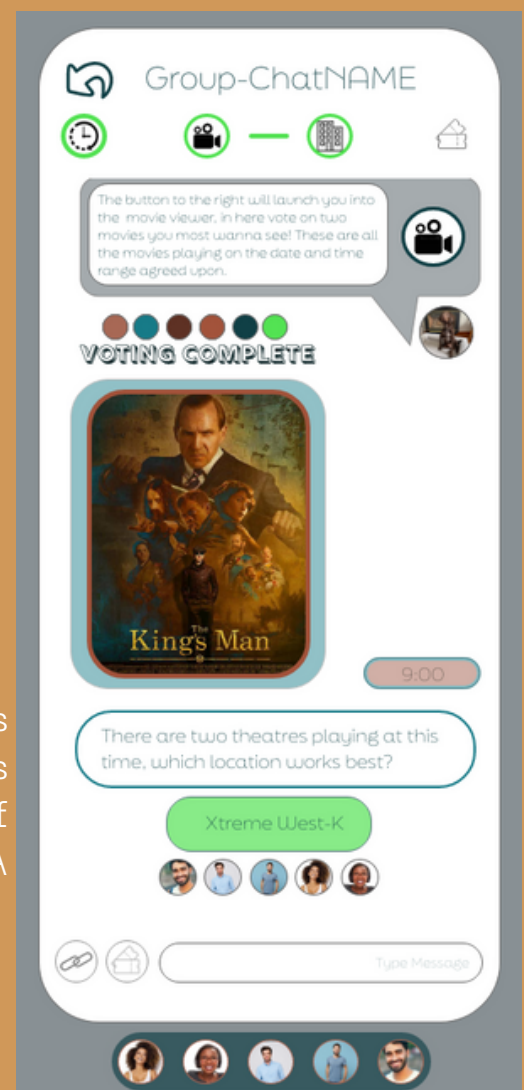 Group-ChatNAME
The button to the right will launch you into
the movie viewer, in here vote on two
movies you most wanna see! These are all
the movies playing on the date and time
range agreed upon.
VOTING COMPLETE
The
King's Man
9:00
s
There are two theatres playing at this
s
time, which location works best?
f
Xtreme West-K
A
Type Message